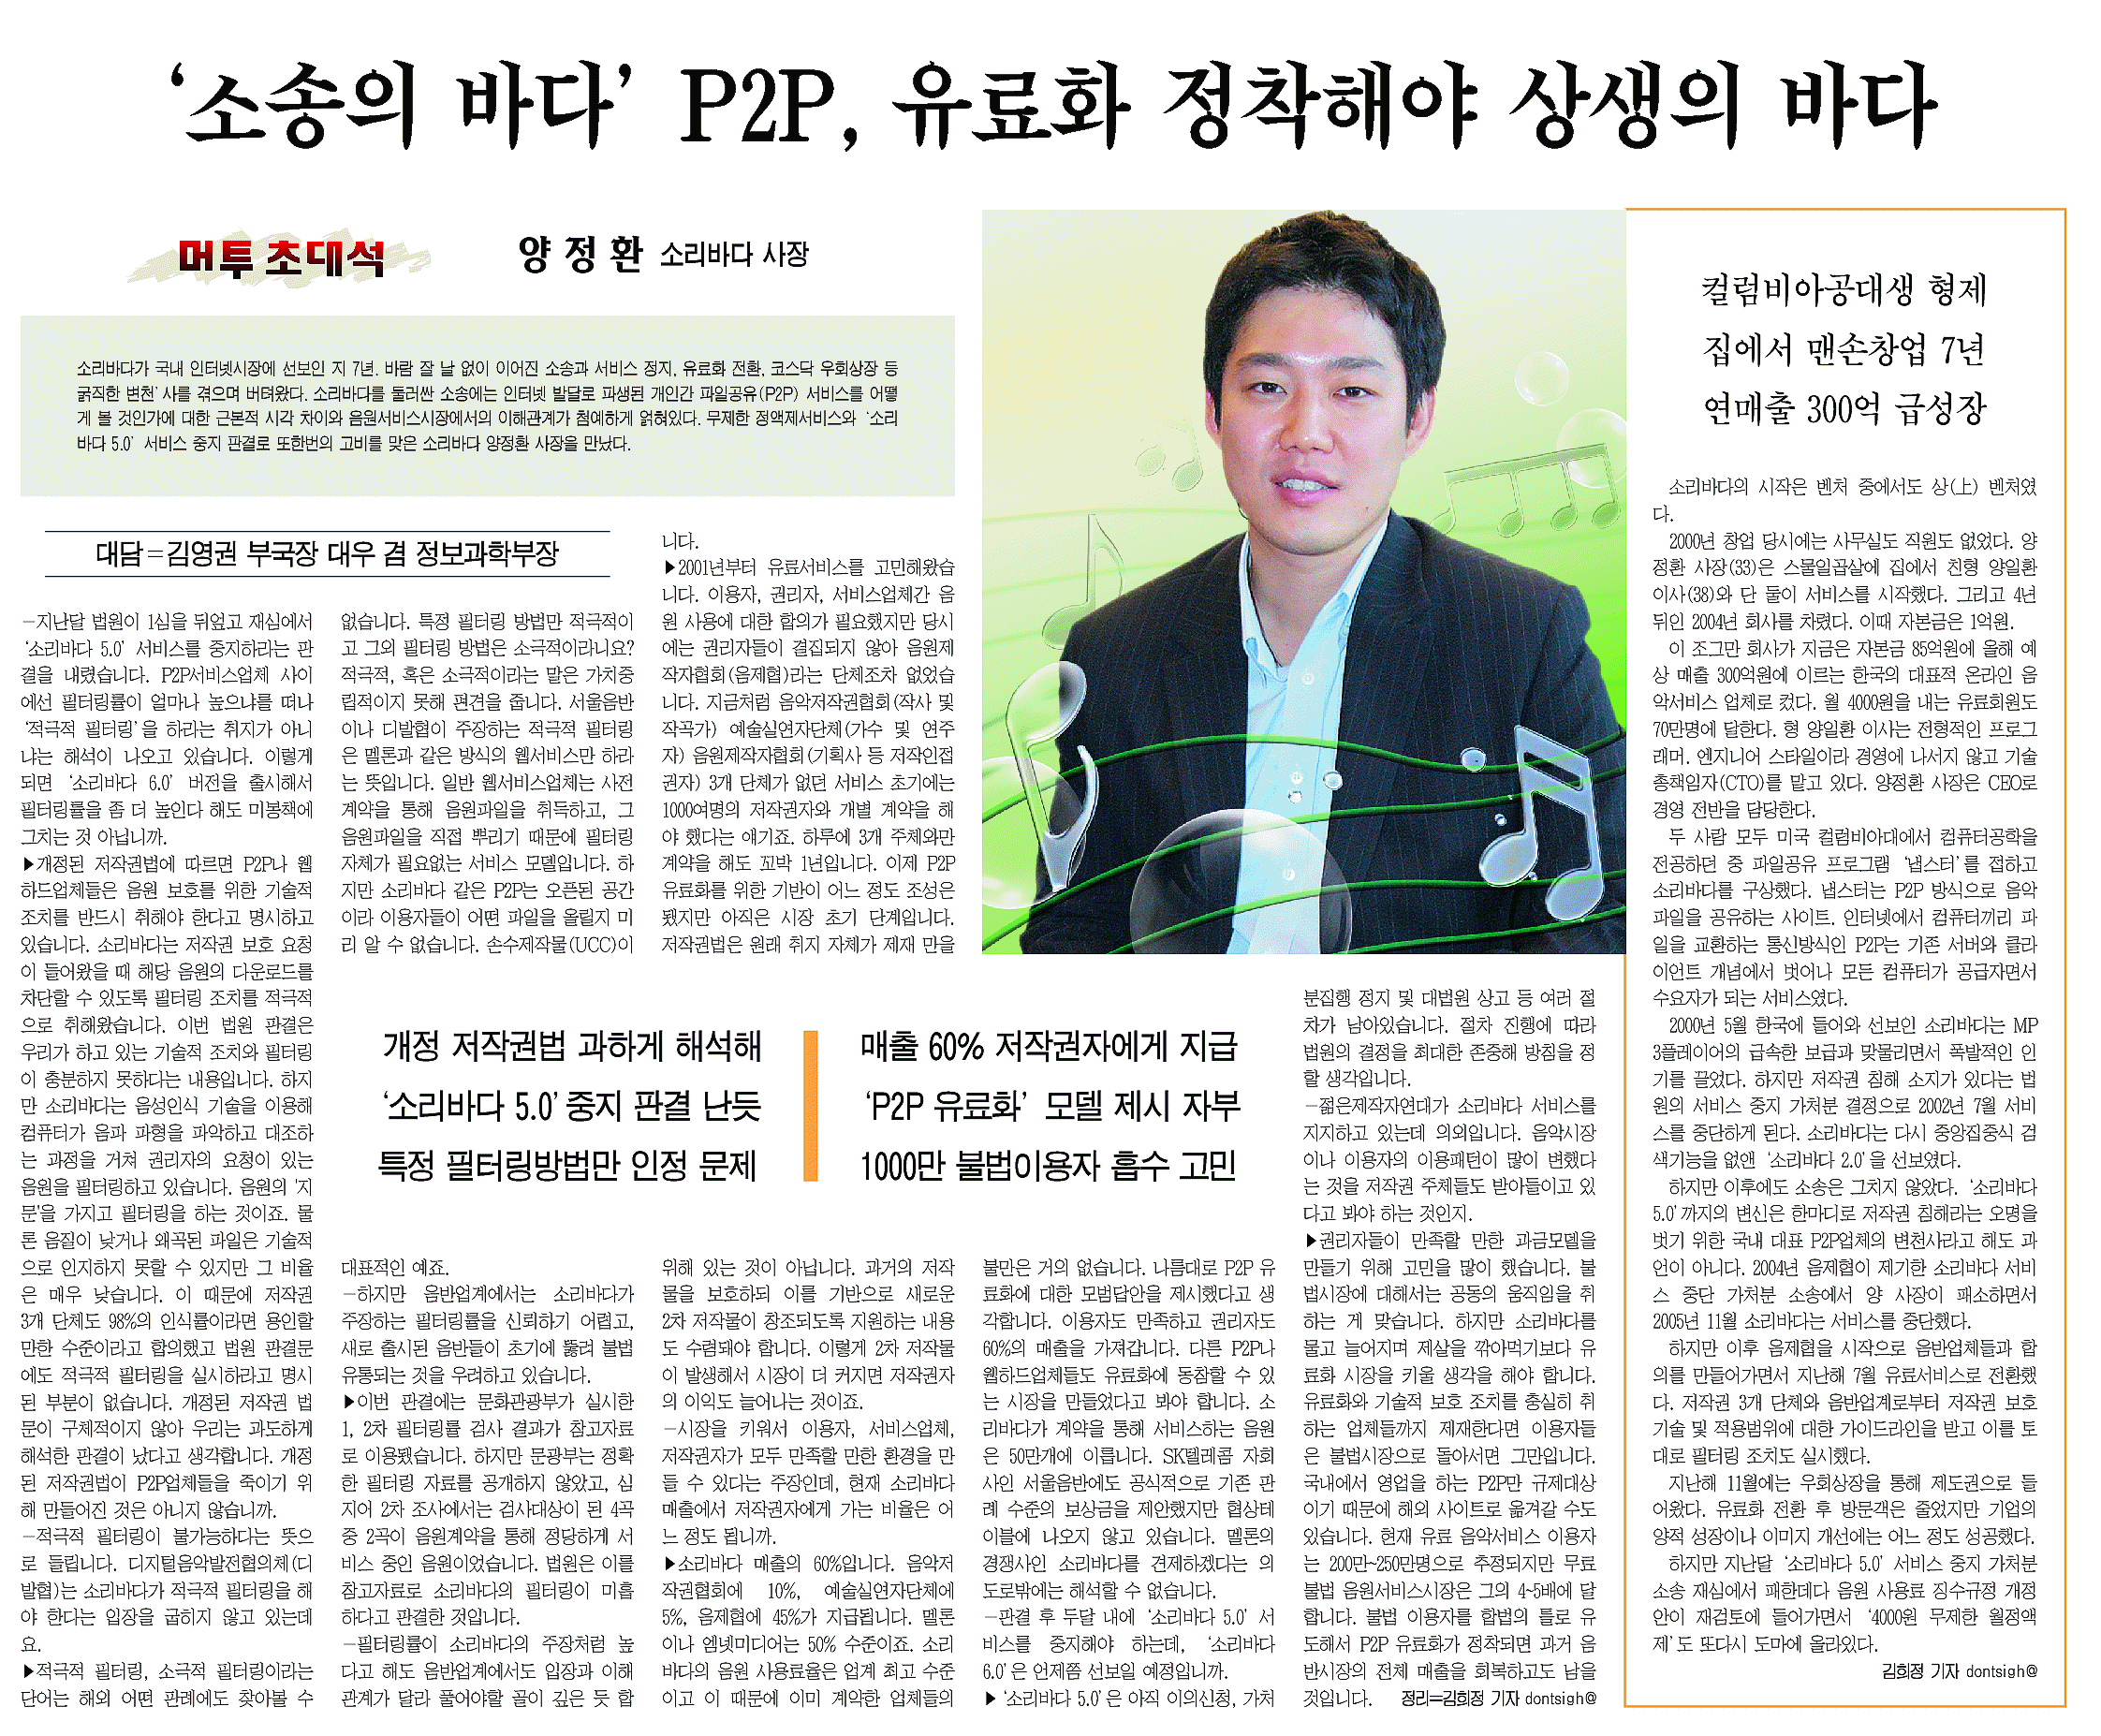 ‘소송의 바다’ P2P, 유료화 정착해야 상생의 바다
머투 초대석
양 정 환 소리바다 사장
소리바다가 국내 인터넷시장에 선보인 지 7년. 바람 잘 날 없이 이어진 소송과 서비스 정지, 유료화 전환, 코스닥 우회상장 등
굵직한 변천’사를 겪으며 버텨왔다. 소리바다를 둘러싼 소송에는 인터넷 발달로 파생된 개인간 파일공유(P2P) 서비스를 어떻
게 볼 것인가에 대한 근본적 시각 차이와 음원서비스시장에서의 이해관계가 첨예하게 얽혀있다. 무제한 정액제서비스와 ‘소리
바다 5.0’ 서비스 중지 판결로 또한번의 고비를 맞은 소리바다 양정환 사장을 만났다.
대담=김영권 부국장 대우 겸 정보과학부장
－지난달 법원이 1심을 뒤엎고 재심에서
‘소리바다 5.0’ 서비스를 중지하라는 판
결을 내렸습니다. P2P서비스업체 사이
에선 필터링률이 얼마나 높으냐를 떠나
‘적극적 필터링’을 하라는 취지가 아니
냐는 해석이 나오고 있습니다. 이렇게
되면 ‘소리바다 6.0’ 버전을 출시해서
필터링률을 좀 더 높인다 해도 미봉책에
그치는 것 아닙니까.
▶개정된 저작권법에 따르면 P2P나 웹
하드업체들은 음원 보호를 위한 기술적
조치를 반드시 취해야 한다고 명시하고
있습니다. 소리바다는 저작권 보호 요청
이 들어왔을 때 해당 음원의 다운로드를
차단할 수 있도록 필터링 조치를 적극적
으로 취해왔습니다. 이번 법원 판결은
우리가 하고 있는 기술적 조치와 필터링
이 충분하지 못하다는 내용입니다. 하지
만 소리바다는 음성인식 기술을 이용해
컴퓨터가 음파 파형을 파악하고 대조하
는 과정을 거쳐 권리자의 요청이 있는
음원을 필터링하고 있습니다. 음원의 '지
문'을 가지고 필터링을 하는 것이죠. 물
론 음질이 낮거나 왜곡된 파일은 기술적
으로 인지하지 못할 수 있지만 그 비율
은 매우 낮습니다. 이 때문에 저작권
3개 단체도 98%의 인식률이라면 용인할
만한 수준이라고 합의했고 법원 판결문
에도 적극적 필터링을 실시하라고 명시
된 부분이 없습니다. 개정된 저작권 법
문이 구체적이지 않아 우리는 과도하게
해석한 판결이 났다고 생각합니다. 개정
된 저작권법이 P2P업체들을 죽이기 위
해 만들어진 것은 아니지 않습니까.
－적극적 필터링이 불가능하다는 뜻으
로 들립니다. 디지털음악발전협의체(디
발협)는 소리바다가 적극적 필터링을 해
야 한다는 입장을 굽히지 않고 있는데
요.
▶적극적 필터링, 소극적 필터링이라는
단어는 해외 어떤 판례에도 찾아볼 수
없습니다. 특정 필터링 방법만 적극적이
고 그외 필터링 방법은 소극적이라니요?
적극적, 혹은 소극적이라는 말은 가치중
립적이지 못해 편견을 줍니다. 서울음반
이나 디발협이 주장하는 적극적 필터링
은 멜론과 같은 방식의 웹서비스만 하라
는 뜻입니다. 일반 웹서비스업체는 사전
계약을 통해 음원파일을 취득하고, 그
음원파일을 직접 뿌리기 때문에 필터링
자체가 필요없는 서비스 모델입니다. 하
지만 소리바다 같은 P2P는 오픈된 공간
이라 이용자들이 어떤 파일을 올릴지 미
리 알 수 없습니다. 손수제작물(UCC)이
대표적인 예죠.
－하지만 음반업계에서는 소리바다가
주장하는 필터링률을 신뢰하기 어렵고,
새로 출시된 음반들이 초기에 뚫려 불법
유통되는 것을 우려하고 있습니다.
▶이번 판결에는 문화관광부가 실시한
1, 2차 필터링률 검사 결과가 참고자료
로 이용됐습니다. 하지만 문광부는 정확
한 필터링 자료를 공개하지 않았고, 심
지어 2차 조사에서는 검사대상이 된 4곡
중 2곡이 음원계약을 통해 정당하게 서
비스 중인 음원이었습니다. 법원은 이를
참고자료로 소리바다의 필터링이 미흡
하다고 판결한 것입니다.
－필터링률이 소리바다의 주장처럼 높
다고 해도 음반업계에서도 입장과 이해
관계가 달라 풀어야할 골이 깊은 듯 합
니다.
▶2001년부터 유료서비스를 고민해왔습
니다. 이용자, 권리자, 서비스업체간 음
원 사용에 대한 합의가 필요했지만 당시
에는 권리자들이 결집되지 않아 음원제
작자협회(음제협)라는 단체조차 없었습
니다. 지금처럼 음악저작권협회(작사 및
작곡가) 예술실연자단체(가수 및 연주
자) 음원제작자협회(기획사 등 저작인접
권자) 3개 단체가 없던 서비스 초기에는
1000여명의 저작권자와 개별 계약을 해
야 했다는 얘기죠. 하루에 3개 주체와만
계약을 해도 꼬박 1년입니다. 이제 P2P
유료화를 위한 기반이 어느 정도 조성은
됐지만 아직은 시장 초기 단계입니다.
저작권법은 원래 취지 자체가 제재 만을
위해 있는 것이 아닙니다. 과거의 저작
물을 보호하되 이를 기반으로 새로운
2차 저작물이 창조되도록 지원하는 내용
도 수렴돼야 합니다. 이렇게 2차 저작물
이 발생해서 시장이 더 커지면 저작권자
의 이익도 늘어나는 것이죠.
－시장을 키워서 이용자, 서비스업체,
저작권자가 모두 만족할 만한 환경을 만
들 수 있다는 주장인데, 현재 소리바다
매출에서 저작권자에게 가는 비율은 어
느 정도 됩니까.
▶소리바다 매출의 60%입니다. 음악저
작권협회에 10%, 예술실연자단체에
5%, 음제협에 45%가 지급됩니다. 멜론
이나 엠넷미디어는 50% 수준이죠. 소리
바다의 음원 사용료율은 업계 최고 수준
이고 이 때문에 이미 계약한 업체들의
불만은 거의 없습니다. 나름대로 P2P 유
료화에 대한 모범답안을 제시했다고 생
각합니다. 이용자도 만족하고 권리자도
60%의 매출을 가져갑니다. 다른 P2P나
웹하드업체들도 유료화에 동참할 수 있
는 시장을 만들었다고 봐야 합니다. 소
리바다가 계약을 통해 서비스하는 음원
은 50만개에 이릅니다. SK텔레콤 자회
사인 서울음반에도 공식적으로 기존 판
례 수준의 보상금을 제안했지만 협상테
이블에 나오지 않고 있습니다. 멜론의
경쟁사인 소리바다를 견제하겠다는 의
도로밖에는 해석할 수 없습니다.
－판결 후 두달 내에 ‘소리바다 5.0’ 서
비스를 중지해야 하는데, ‘소리바다
6.0’은 언제쯤 선보일 예정입니까.
▶‘소리바다 5.0’은 아직 이의신청, 가처
분집행 정지 및 대법원 상고 등 여러 절
차가 남아있습니다. 절차 진행에 따라
법원의 결정을 최대한 존중해 방침을 정
할 생각입니다.
－젊은제작자연대가 소리바다 서비스를
지지하고 있는데 의외입니다. 음악시장
이나 이용자의 이용패턴이 많이 변했다
는 것을 저작권 주체들도 받아들이고 있
다고 봐야 하는 것인지.
▶권리자들이 만족할 만한 과금모델을
만들기 위해 고민을 많이 했습니다. 불
법시장에 대해서는 공동의 움직임을 취
하는 게 맞습니다. 하지만 소리바다를
물고 늘어지며 제살을 깎아먹기보다 유
료화 시장을 키울 생각을 해야 합니다.
유료화와 기술적 보호 조치를 충실히 취
하는 업체들까지 제재한다면 이용자들
은 불법시장으로 돌아서면 그만입니다.
국내에서 영업을 하는 P2P만 규제대상
이기 때문에 해외 사이트로 옮겨갈 수도
있습니다. 현재 유료 음악서비스 이용자
는 200만~250만명으로 추정되지만 무료
불법 음원서비스시장은 그의 4~5배에 달
합니다. 불법 이용자를 합법의 틀로 유
도해서 P2P 유료화가 정착되면 과거 음
반시장의 전체 매출을 회복하고도 남을
것입니다. 정리=김희정 기자 dontsigh@
개정 저작권법 과하게 해석해
‘소리바다 5.0’ 중지 판결 난듯
특정 필터링방법만 인정 문제
매출 60% 저작권자에게 지급
‘P2P 유료화’ 모델 제시 자부
1000만 불법이용자 흡수 고민
컬럼비아공대생 형제
집에서 맨손창업 7년
연매출 300억 급성장
소리바다의 시작은 벤처 중에서도 상(上) 벤처였
다.
2000년 창업 당시에는 사무실도 직원도 없었다. 양
정환 사장(33)은 스물일곱살에 집에서 친형 양일환
이사(38)와 단 둘이 서비스를 시작했다. 그리고 4년
뒤인 2004년 회사를 차렸다. 이때 자본금은 1억원.
이 조그만 회사가 지금은 자본금 85억원에 올해 예
상 매출 300억원에 이르는 한국의 대표적 온라인 음
악서비스 업체로 컸다. 월 4000원을 내는 유료회원도
70만명에 달한다. 형 양일환 이사는 전형적인 프로그
래머. 엔지니어 스타일이라 경영에 나서지 않고 기술
총책임자(CTO)를 맡고 있다. 양정환 사장은 CEO로
경영 전반을 담당한다.
두 사람 모두 미국 컬럼비아대에서 컴퓨터공학을
전공하던 중 파일공유 프로그램 ‘냅스터’를 접하고
소리바다를 구상했다. 냅스터는 P2P 방식으로 음악
파일을 공유하는 사이트. 인터넷에서 컴퓨터끼리 파
일을 교환하는 통신방식인 P2P는 기존 서버와 클라
이언트 개념에서 벗어나 모든 컴퓨터가 공급자면서
수요자가 되는 서비스였다.
2000년 5월 한국에 들어와 선보인 소리바다는 MP
3플레이어의 급속한 보급과 맞물리면서 폭발적인 인
기를 끌었다. 하지만 저작권 침해 소지가 있다는 법
원의 서비스 중지 가처분 결정으로 2002년 7월 서비
스를 중단하게 된다. 소리바다는 다시 중앙집중식 검
색기능을 없앤 ‘소리바다 2.0’을 선보였다.
하지만 이후에도 소송은 그치지 않았다. ‘소리바다
5.0’까지의 변신은 한마디로 저작권 침해라는 오명을
벗기 위한 국내 대표 P2P업체의 변천사라고 해도 과
언이 아니다. 2004년 음제협이 제기한 소리바다 서비
스 중단 가처분 소송에서 양 사장이 패소하면서
2005년 11월 소리바다는 서비스를 중단했다.
하지만 이후 음제협을 시작으로 음반업체들과 합
의를 만들어가면서 지난해 7월 유료서비스로 전환했
다. 저작권 3개 단체와 음반업계로부터 저작권 보호
기술 및 적용범위에 대한 가이드라인을 받고 이를 토
대로 필터링 조치도 실시했다.
지난해 11월에는 우회상장을 통해 제도권으로 들
어왔다. 유료화 전환 후 방문객은 줄었지만 기업의
양적 성장이나 이미지 개선에는 어느 정도 성공했다.
하지만 지난달 ‘소리바다 5.0’ 서비스 중지 가처분
소송 재심에서 패한데다 음원 사용료 징수규정 개정
안이 재검토에 들어가면서 ‘4000원 무제한 월정액
제’도 또다시 도마에 올라있다.
김희정 기자 dontsigh@